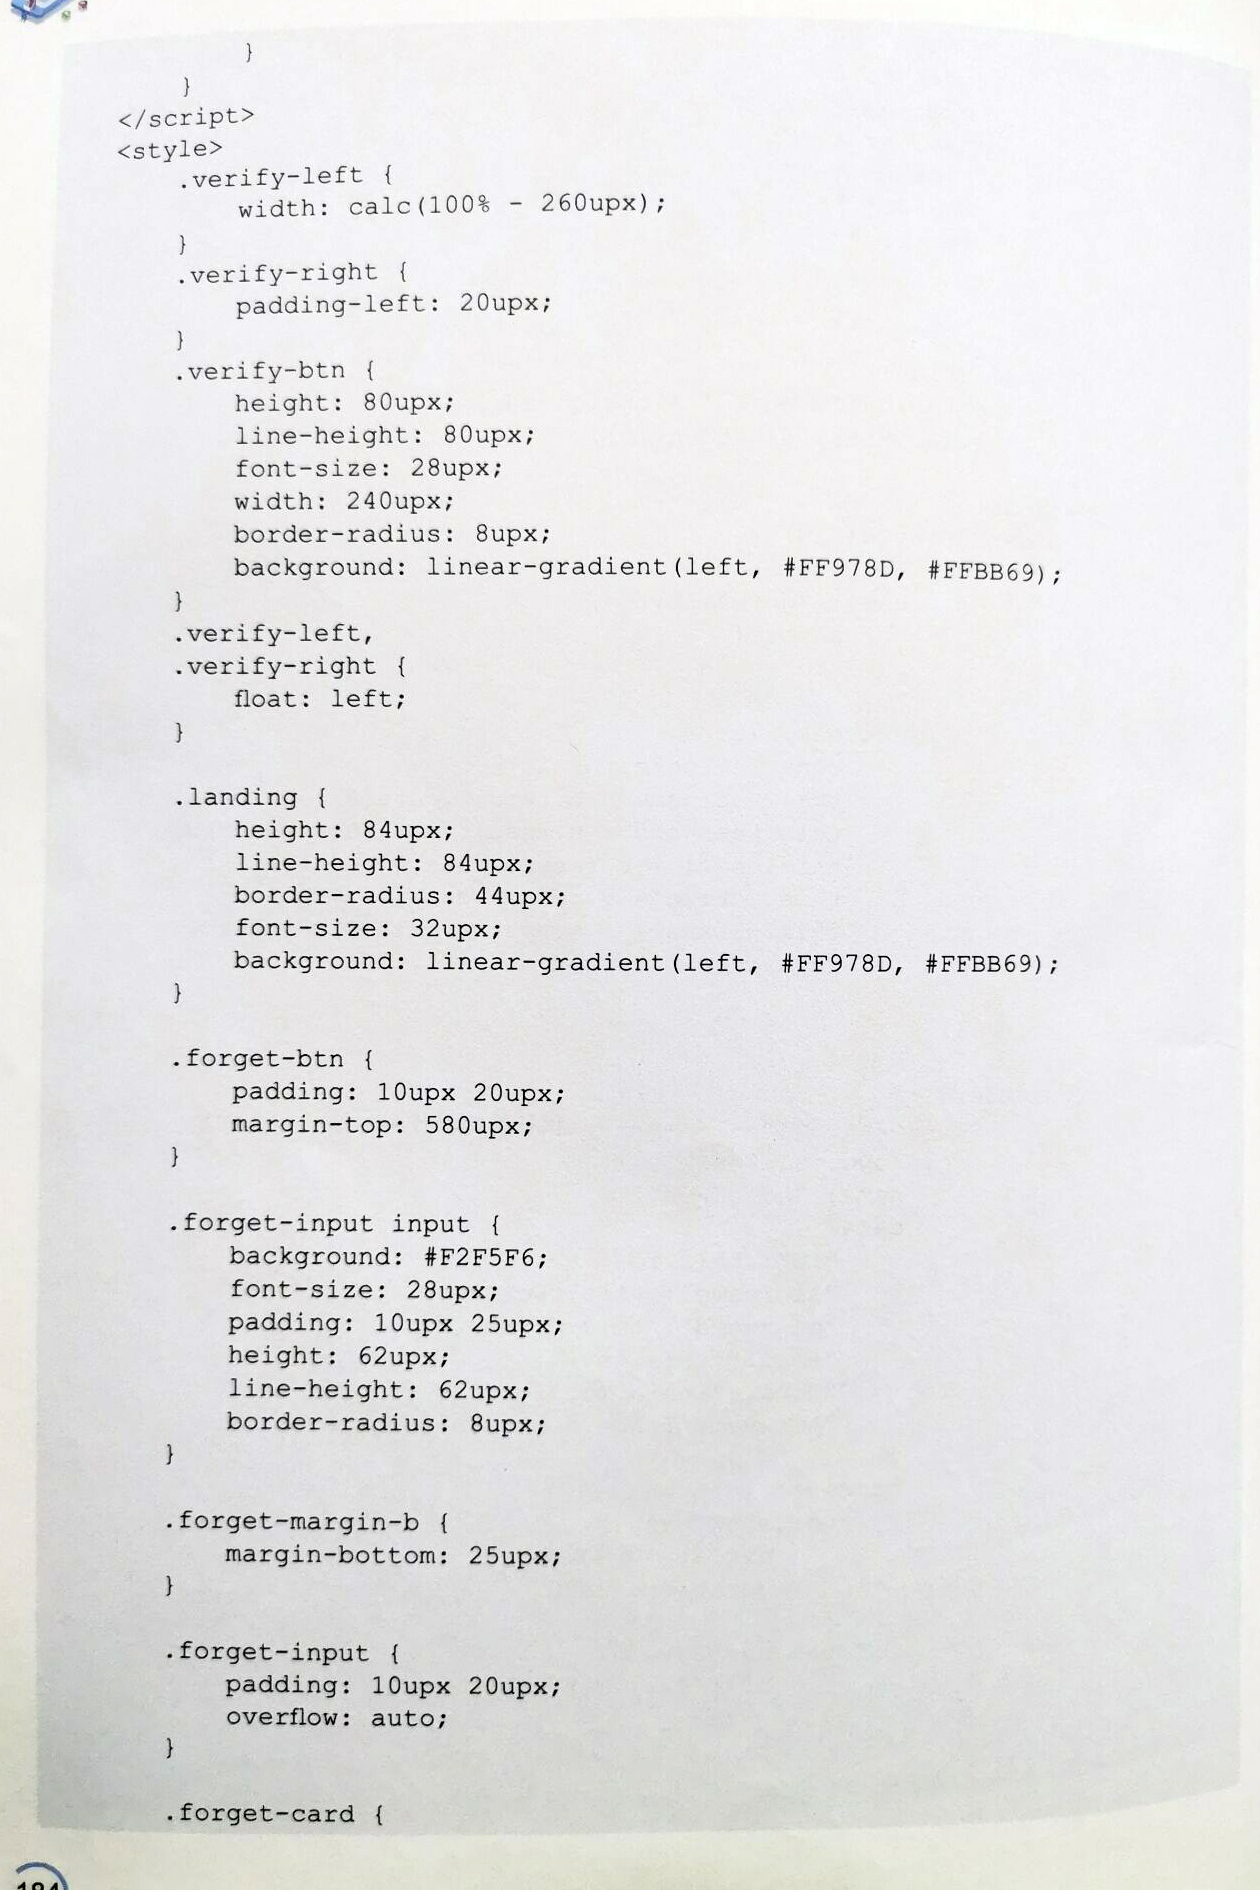 }
    }
</script>
<style>
    .verify-left {
        width: calc(100% - 260upx);
    }
    .verify-right {
        padding-left: 20upx;
    }
    .verify-btn {
        height: 80upx;
        line-height: 80upx;
        font-size: 28upx;
        width: 240upx;
        border-radius: 8upx;
        background: linear-gradient(left, #FF978D, #FFBB69);
    }
    .verify-left,
    .verify-right {
        float: left;
    }

    .landing {
        height: 84upx;
        line-height: 84upx;
        border-radius: 44upx;
        font-size: 32upx;
        background: linear-gradient(left, #FF978D, #FFBB69);
    }

    .forget-btn {
        padding: 10upx 20upx;
        margin-top: 580upx;
    }

    .forget-input input {
        background: #F2F5F6;
        font-size: 28upx;
        padding: 10upx 25upx;
        height: 62upx;
        line-height: 62upx;
        border-radius: 8upx;
    }

    .forget-margin-b {
        margin-bottom: 25upx;
    }

    .forget-input {
        padding: 10upx 20upx;
        overflow: auto;
    }

    .forget-card {